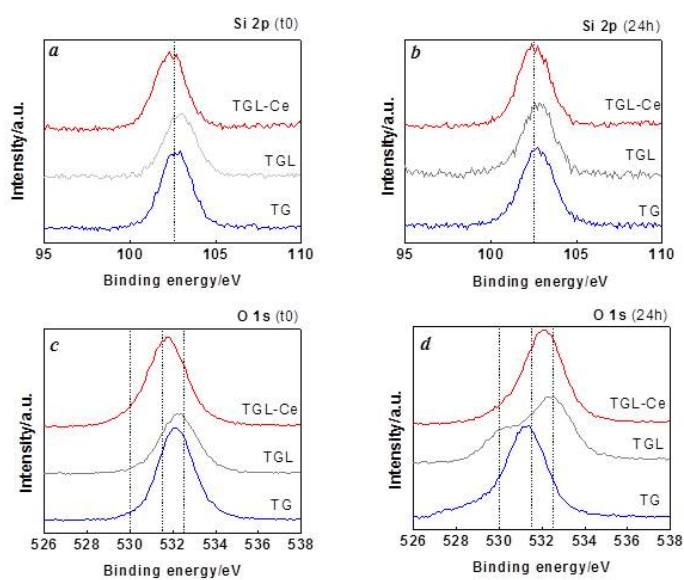 Si 2p (t0)
a
TGL-Ce
TGL
TG
Intensity/a.u.
95 100 105 110
Binding energy/eV
Si 2p (24h)
b
TGL-Ce
TGL
TG
Intensity/a.u.
95 100 105 110
Binding energy/eV
O 1s (t0)
c
TGL-Ce
TGL
TG
Intensity/a.u.
526 528 530 532 534 536 538
Binding energy/eV
O 1s (24h)
d
TGL-Ce
TGL
TG
Intensity/a.u.
526 528 530 532 534 536 538
Binding energy/eV